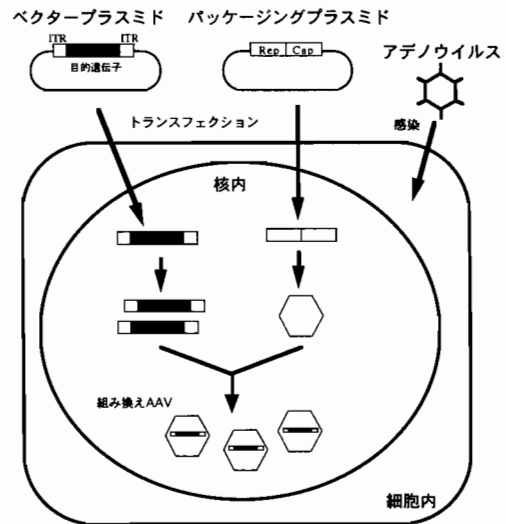 ベクタープラスミド
パッケージングプラスミド
ITR
ITR
目的遺伝子
Rep
Cap
アデノウイルス
トランスフェクション
感染
核内
組み換えAAV
細胞内